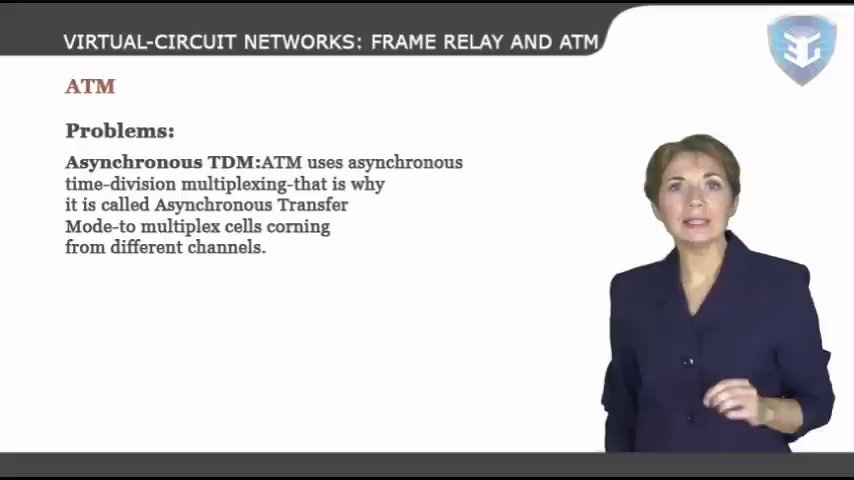 VIRTUAL-CIRCUIT NETWORKS: FRAME RELAY AND ATM
ATM
Problems:
Asynchronous TDM:ATM uses asynchronous
time-division multiplexing-that is why
it is called Asynchronous Transfer
Mode-to multiplex cells corning
from different channels.